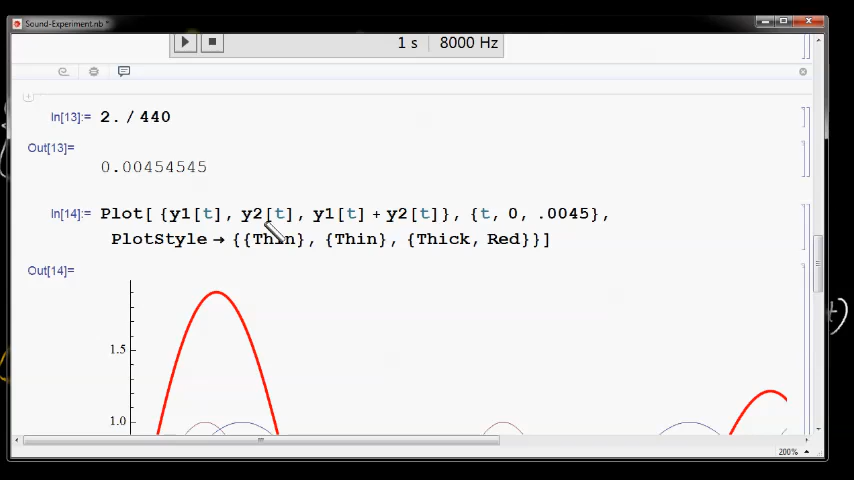 Sound-Experiment.nb *
1 s 8000 Hz
In[13]:= 2. / 440
Out[13]=
0.00454545
In[14]:= Plot[ {y1[t], y2[t], y1[t] + y2[t]}, {t, 0, .0045},
PlotStyle → {{Thin}, {Thin}, {Thick, Red}}]
Out[14]=
1.5
1.0
200%